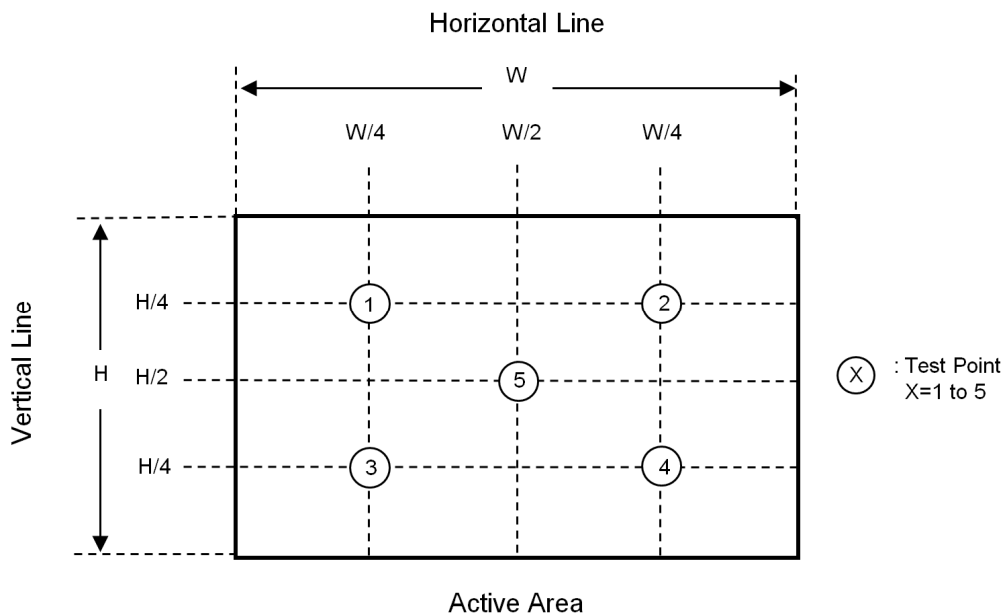 Horizontal Line
W
W/4
W/2
W/4
H/4
1
2
Vertical Line
H
H/2
5
X
: Test Point
X=1 to 5
H/4
3
4
Active Area